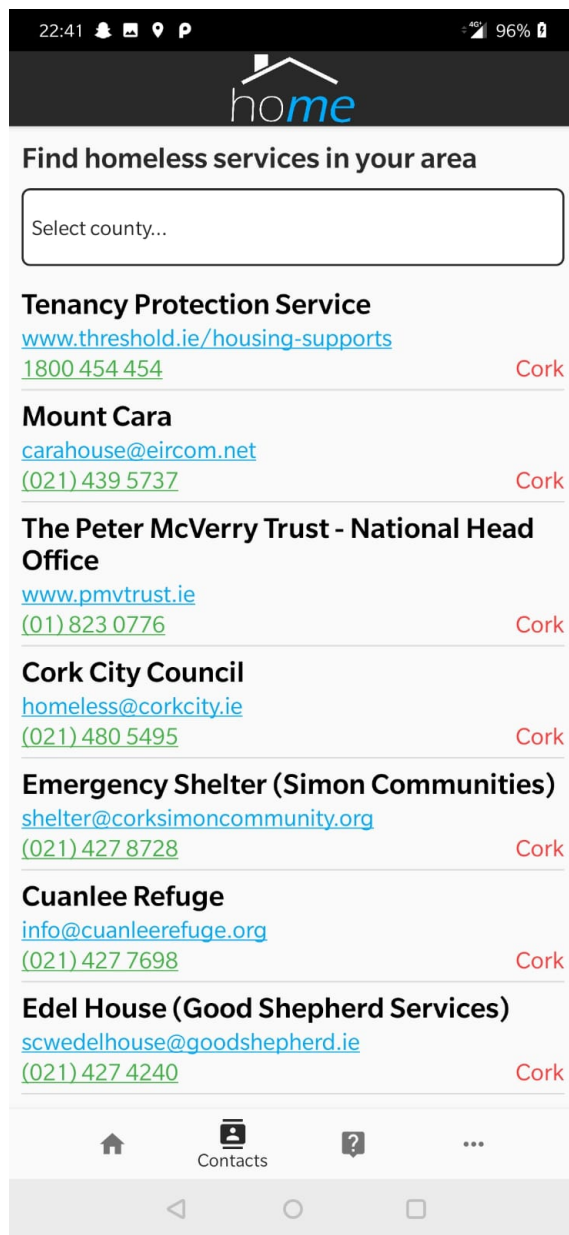 22:41
4G+
96%
home
Find homeless services in your area
Select county...
Tenancy Protection Service
www.threshold.ie/housing-supports
1800 454 454 Cork
Mount Cara
carahouse@eircom.net
(021) 439 5737 Cork
The Peter McVerry Trust - National Head
Office
www.pmvtrust.ie
(01) 823 0776 Cork
Cork City Council
homeless@corkcity.ie
(021) 480 5495 Cork
Emergency Shelter (Simon Communities)
shelter@corksimoncommunity.org
(021) 427 8728 Cork
Cuanlee Refuge
info@cuanleerefuge.org
(021) 427 7698 Cork
Edel House (Good Shepherd Services)
scwedelhouse@goodshepherd.ie
(021) 427 4240 Cork
Contacts